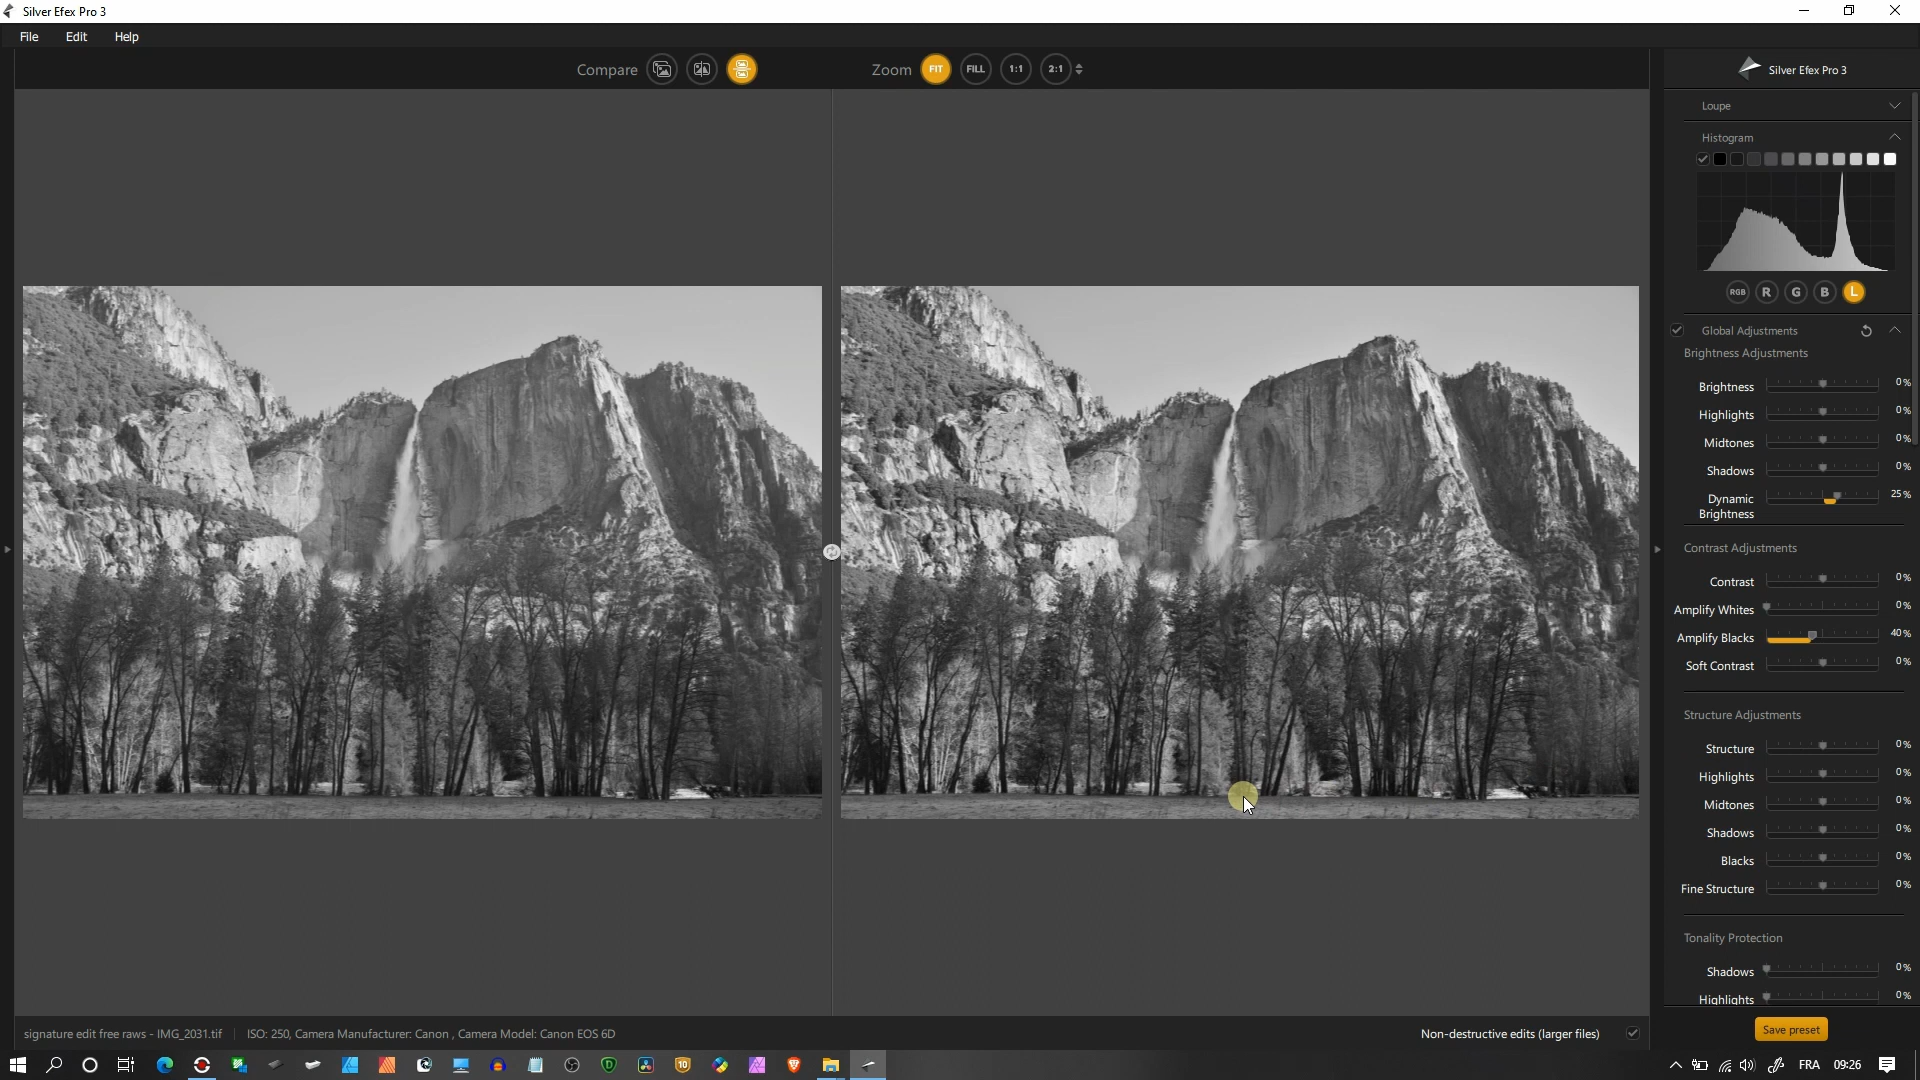 Silver Efex Pro 3
File Edit Help
Compare
Zoom FIT FILL 1:1 2:1
Silver Efex Pro 3
Loupe
Histogram
RGB R G B L
Global Adjustments
Brightness Adjustments
Brightness 0%
Highlights 0%
Midtones 0%
Shadows 0%
Dynamic Brightness 25%
Contrast Adjustments
Contrast 0%
Amplify Whites 0%
Amplify Blacks 40%
Soft Contrast 0%
Structure Adjustments
Structure 0%
Highlights 0%
Midtones 0%
Shadows 0%
Blacks 0%
Fine Structure 0%
Tonality Protection
Shadows 0%
Highlights 0%
Save preset
signature edit free raws - IMG_2031.tif ISO: 250, Camera Manufacturer: Canon , Camera Model: Canon EOS 6D
Non-destructive edits (larger files)
10
FRA 09:26